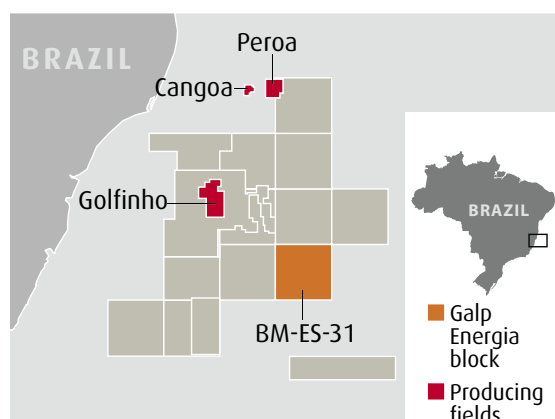 BRAZIL
Peroa
Cangoa
Golfinho
BM-ES-31
BRAZIL
Galp
Energia
block
Producing
fields